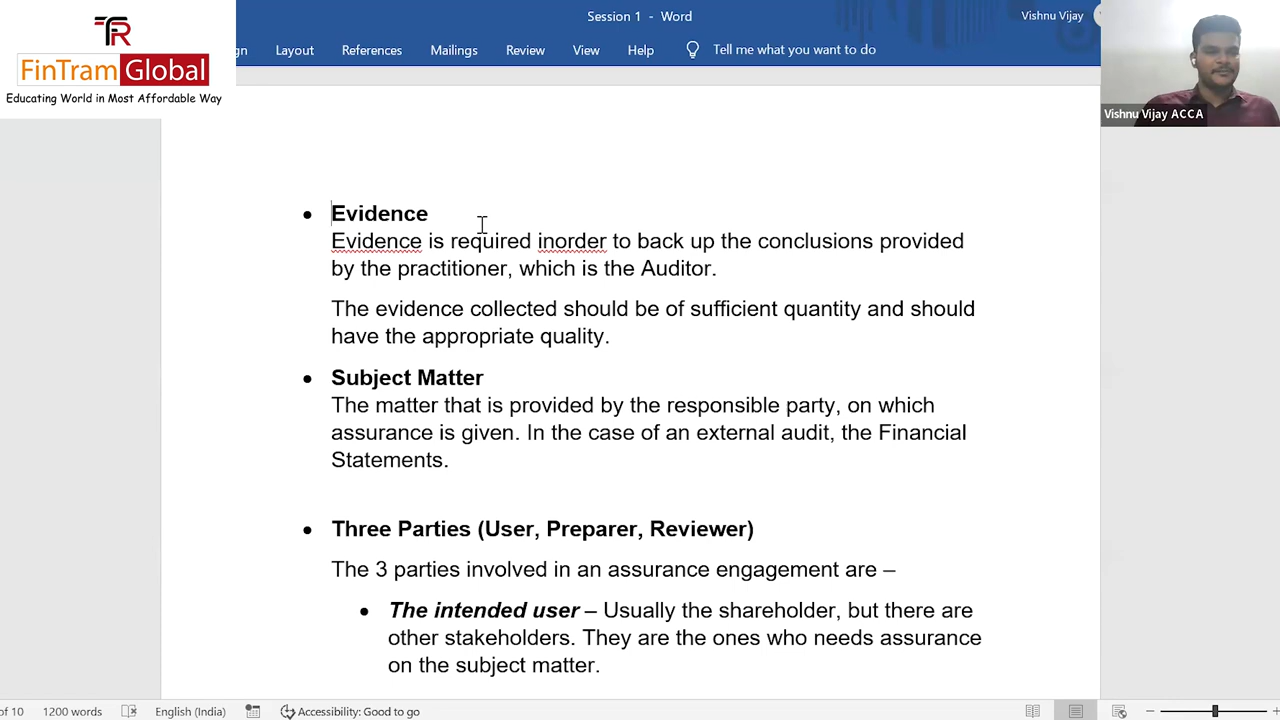 Session 1 - Word
Vishnu Vijay
TR
FinTram Global
Educating World in Most Affordable Way
gn Layout References Mailings Review View Help Tell me what you want to do
Vishnu Vijay ACCA
• Evidence
Evidence is required inorder to back up the conclusions provided
by the practitioner, which is the Auditor.
The evidence collected should be of sufficient quantity and should
have the appropriate quality.
• Subject Matter
The matter that is provided by the responsible party, on which
assurance is given. In the case of an external audit, the Financial
Statements.
• Three Parties (User, Preparer, Reviewer)
The 3 parties involved in an assurance engagement are –
• The intended user – Usually the shareholder, but there are
other stakeholders. They are the ones who needs assurance
on the subject matter.
of 10 1200 words English (India) Accessibility: Good to go